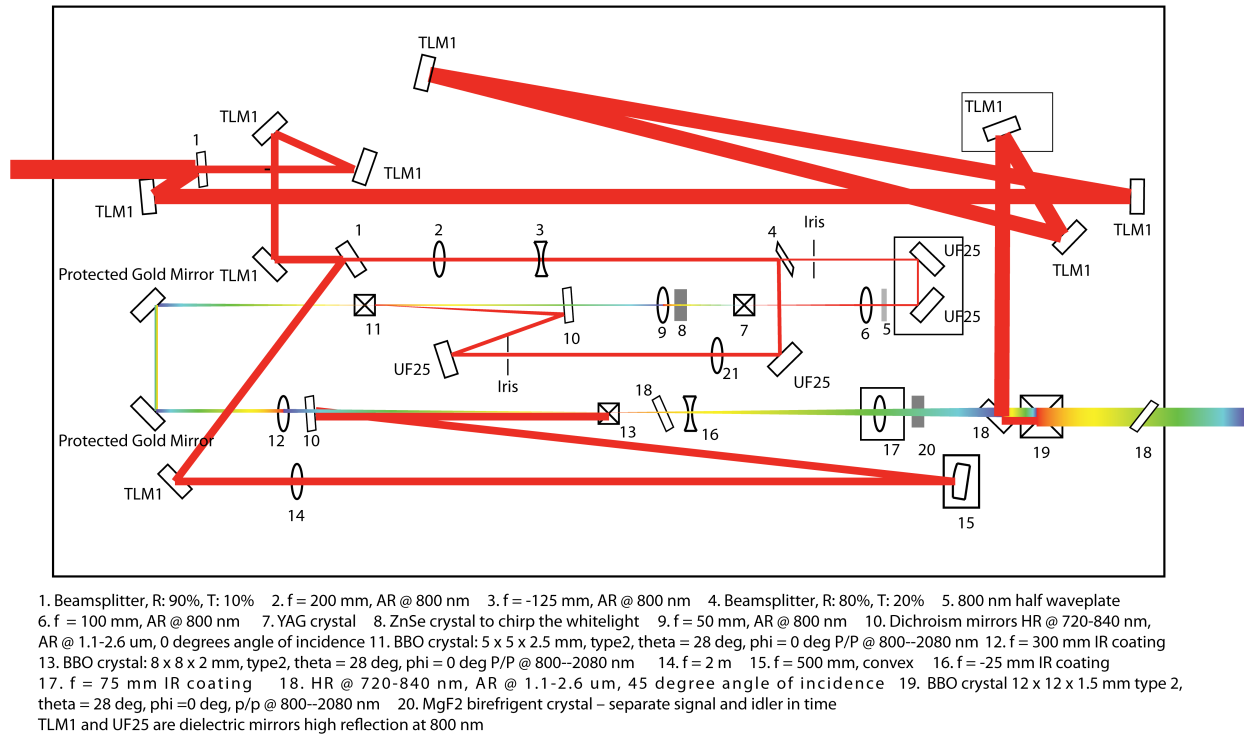 TLM1
TLM1
TLM1
1
TLM1
TLM1
TLM1
TLM1
1
2
3
4
Iris
UF25
TLM1
Protected Gold Mirror
TLM1
UF25
11
10
9
8
7
6
5
UF25
Iris
21
UF25
18
Protected Gold Mirror
12
10
13
16
17
20
18
19
18
TLM1
14
15
1. Beamsplitter, R: 90%, T: 10% 2. f = 200 mm, AR @ 800 nm 3. f = -125 mm, AR @ 800 nm 4. Beamsplitter, R: 80%, T: 20% 5. 800 nm half waveplate
6. f = 100 mm, AR @ 800 nm 7. YAG crystal 8. ZnSe crystal to chirp the whitelight 9. f = 50 mm, AR @ 800 nm 10. Dichroism mirrors HR @ 720-840 nm,
AR @ 1.1-2.6 um, 0 degrees angle of incidence 11. BBO crystal: 5 x 5 x 2.5 mm, type2, theta = 28 deg, phi = 0 deg P/P @ 800--2080 nm 12. f = 300 mm IR coating
13. BBO crystal: 8 x 8 x 2 mm, type2, theta = 28 deg, phi = 0 deg P/P @ 800--2080 nm 14. f = 2 m 15. f = 500 mm, convex 16. f = -25 mm IR coating
17. f = 75 mm IR coating 18. HR @ 720-840 nm, AR @ 1.1-2.6 um, 45 degree angle of incidence 19. BBO crystal 12 x 12 x 1.5 mm type 2,
theta = 28 deg, phi =0 deg, p/p @ 800--2080 nm 20. MgF2 birefrigent crystal – separate signal and idler in time
TLM1 and UF25 are dielectric mirrors high reflection at 800 nm